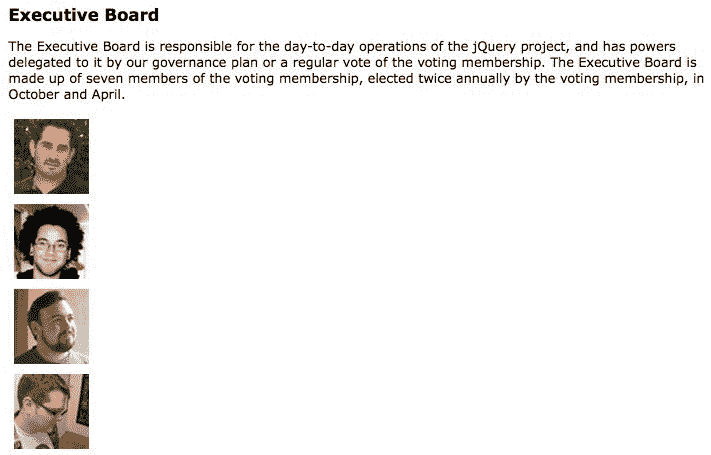 Executive Board
The Executive Board is responsible for the day-to-day operations of the jQuery project, and has powers
delegated to it by our governance plan or a regular vote of the voting membership. The Executive Board is
made up of seven members of the voting membership, elected twice annually by the voting membership, in
October and April.